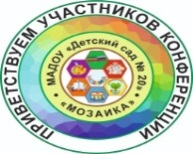 ПРИВЕТСТВУЕМ УЧАСТНИКОВ КОНФЕРЕНЦИИ
МАДОУ «Детский сад № 20»
«МОЗАИКА»